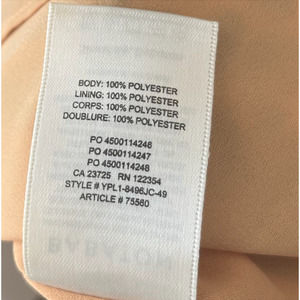 BODY: 100% POLYESTER
LINING: 100% POLYESTER
CORPS: 100% POLYESTER
DOUBLURE: 100% POLYESTER
PO 4500114246
PO 4500114247
PO 4500114248
CA 23725 RN 122354
STYLE # YPL1-8496JC-49
ARTICLE # 75560